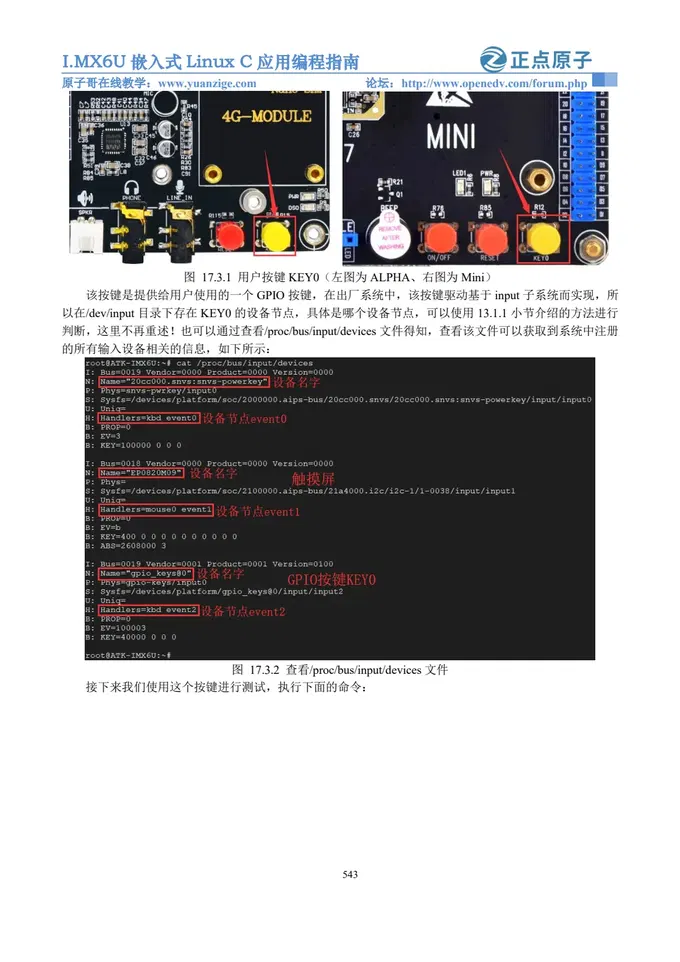 I.MX6U 嵌入式 Linux C 应用编程指南
正点原子
原子哥在线教学：www.yuanzige.com
论坛：http://www.openedv.com/forum.php
4G-MODULE
PHONE
LINE_IN
SPKR
PWR
MINI
LED1
PWR
R21
Q1
BEEP
R76
R85
R12
ON/OFF
RESET
KEY0
图 17.3.1 用户按键 KEY0（左图为 ALPHA、右图为 Mini）
该按键是提供给用户使用的一个 GPIO 按键，在出厂系统中，该按键驱动基于 input 子系统而实现，所
以在/dev/input 目录下存在 KEY0 的设备节点，具体是哪个设备节点，可以使用 13.1.1 小节介绍的方法进行
判断，这里不再重述！也可以通过查看/proc/bus/input/devices 文件得知，查看该文件可以获取到系统中注册
的所有输入设备相关的信息，如下所示：
root@ATK-IMX6U:~# cat /proc/bus/input/devices
I: Bus=0019 Vendor=0000 Product=0000 Version=0000
N: Name="20cc000.snvs:snvs-powerkey" 设备名字
P: Phys=snvs-pwrkey/input0
S: Sysfs=/devices/platform/soc/2000000.aips-bus/20cc000.snvs/20cc000.snvs:snvs-powerkey/input/input0
U: Uniq=
H: Handlers=kbd event0 设备节点event0
B: PROP=0
B: EV=3
B: KEY=100000 0 0 0
I: Bus=0018 Vendor=0000 Product=0000 Version=0000
N: Name="EP0820M09" 设备名字
P: Phys= 触摸屏
S: Sysfs=/devices/platform/soc/2100000.aips-bus/21a4000.i2c/i2c-1/1-0038/input/input1
U: Uniq=
H: Handlers=mouse0 event1 设备节点event1
B: PROP=0
B: EV=b
B: KEY=400 0 0 0 0 0 0 0 0 0 0
B: ABS=2608000 3
I: Bus=0019 Vendor=0001 Product=0001 Version=0100
N: Name="gpio_keys@0" 设备名字 GPIO按键KEY0
P: Phys=gpio-keys/input0
S: Sysfs=/devices/platform/gpio_keys@0/input/input2
U: Uniq=
H: Handlers=kbd event2 设备节点event2
B: PROP=0
B: EV=100003
B: KEY=40000 0 0 0
root@ATK-IMX6U:~#
图 17.3.2 查看/proc/bus/input/devices 文件
接下来我们使用这个按键进行测试，执行下面的命令：
543